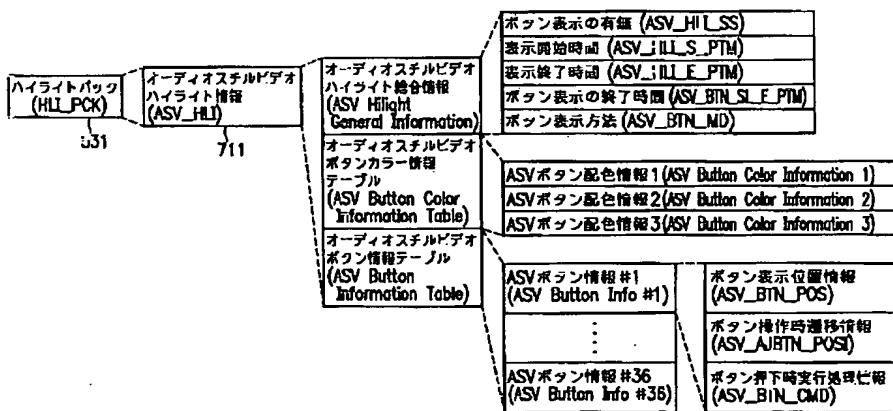 ハイライトパック
(HLI_PCK)
531
オーディオスチルビデオ
ハイライト情報
(ASV_HLI)
711
オーディオスチルビデオ
ハイライト総合情報
(ASV Hilight
General Information)
オーディオスチルビデオ
ボタンカラー情報
テーブル
(ASV Button Color
Information Table)
オーディオスチルビデオ
ボタン情報テーブル
(ASV Button
Information Table)
ボタン表示の有無 (ASV_HLI_SS)
表示開始時間 (ASV_HLI_S_PTM)
表示終了時間 (ASV_HLI_E_PTM)
ボタン表示の終了時間 (ASV_BTN_SL_E_PTM)
ボタン表示方法 (ASV_BTN_MD)
ASVボタン配色情報1(ASV Button Color Information 1)
ASVボタン配色情報2(ASV Button Color Information 2)
ASVボタン配色情報3(ASV Button Color Information 3)
ASVボタン情報#1
(ASV Button Info #1)
⋮
ASVボタン情報#36
(ASV Button Info #36)
ボタン表示位置情報
(ASV_BTN_POS)
ボタン操作時遷移情報
(ASV_AJBTN_POSI)
ボタン押下時実行処理情報
(ASV_BTN_CMD)